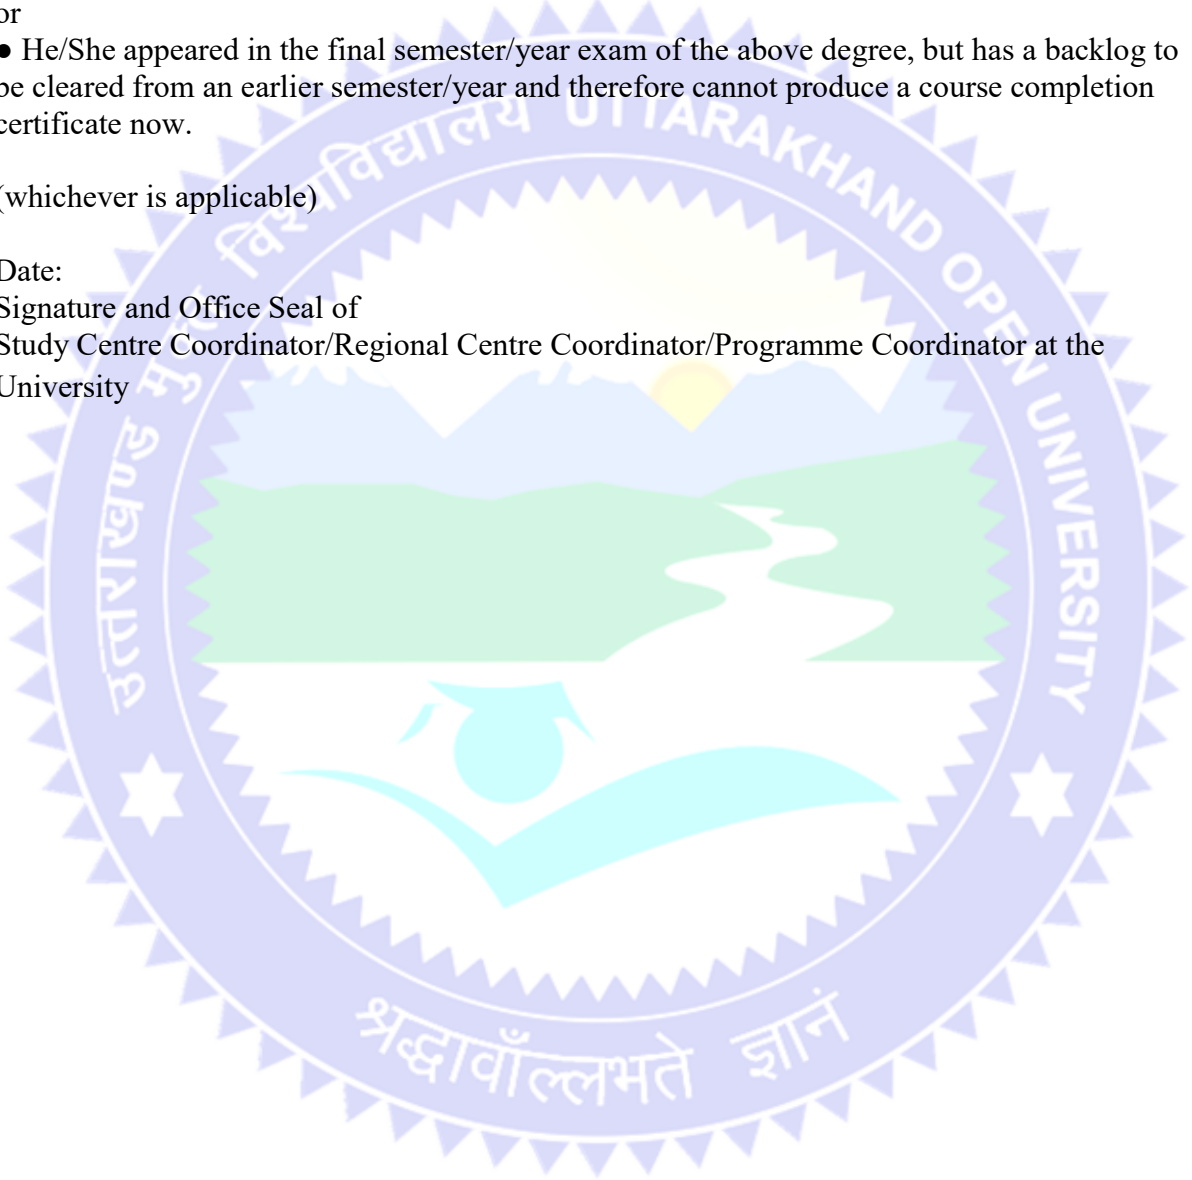 or
● He/She appeared in the final semester/year exam of the above degree, but has a backlog to
be cleared from an earlier semester/year and therefore cannot produce a course completion
certificate now.
(whichever is applicable)
Date:
Signature and Office Seal of
Study Centre Coordinator/Regional Centre Coordinator/Programme Coordinator at the
University
उत्तराखण्ड मुक्त विश्वविद्यालय UTTARAKHAND OPEN UNIVERSITY
श्रद्धावाँल्लभते ज्ञानं